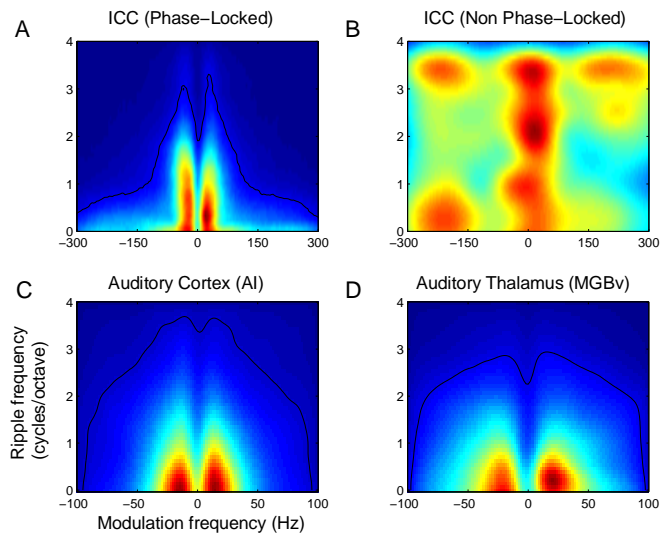 A
ICC (Phase−Locked)
4
3
2
1
0
−300 −150 0 150 300
B
ICC (Non Phase−Locked)
4
3
2
1
0
−300 −150 0 150 300
C
Auditory Cortex (AI)
4
3
2
1
0
−100 −50 0 50 100
Ripple frequency
(cycles/octave)
Modulation frequency (Hz)
D
Auditory Thalamus (MGBv)
4
3
2
1
0
−100 −50 0 50 100